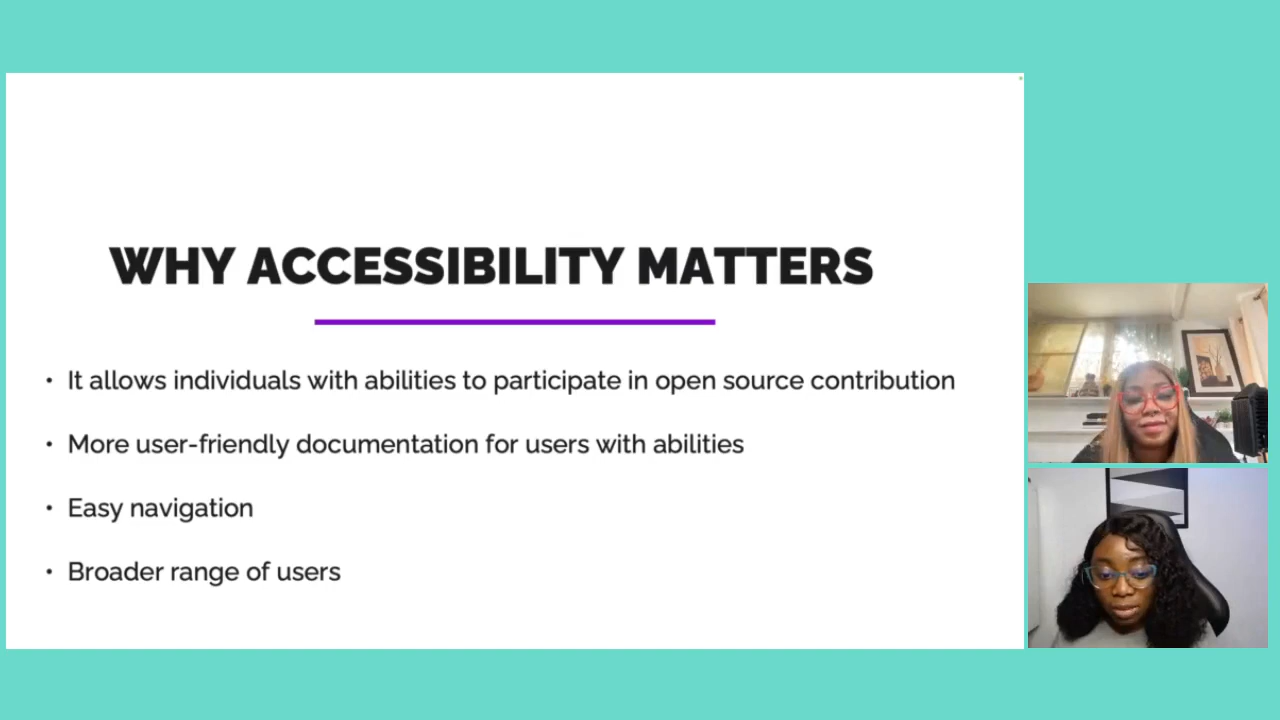 WHY ACCESSIBILITY MATTERS
• It allows individuals with abilities to participate in open source contribution
• More user-friendly documentation for users with abilities
• Easy navigation
• Broader range of users